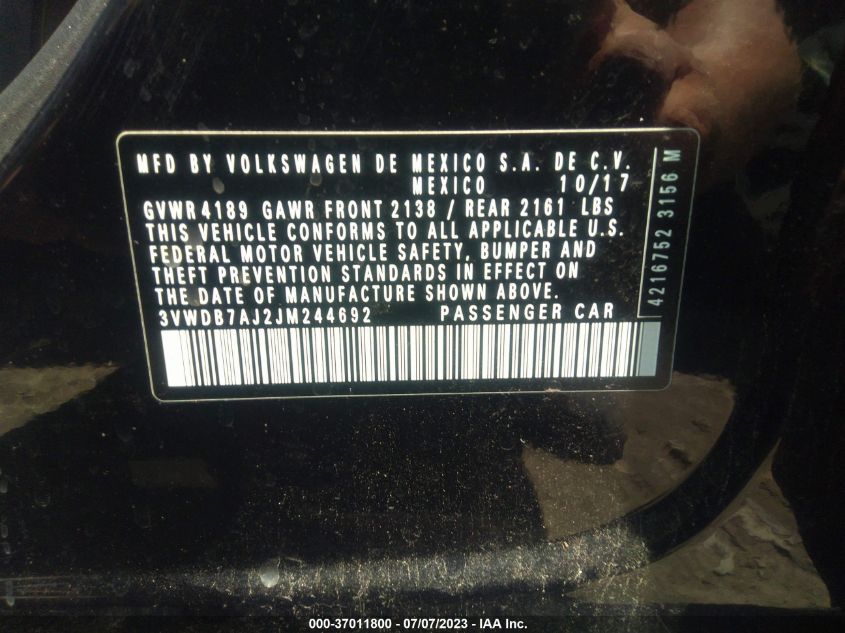 MFD BY VOLKSWAGEN DE MEXICO S.A. DE C.V.
MEXICO 10/17
GVWR 4189 GAWR FRONT 2138 / REAR 2161 LBS
THIS VEHICLE CONFORMS TO ALL APPLICABLE U.S.
FEDERAL MOTOR VEHICLE SAFETY, BUMPER AND
THEFT PREVENTION STANDARDS IN EFFECT ON
THE DATE OF MANUFACTURE SHOWN ABOVE.
3VWDB7AJ2JM244692 PASSENGER CAR
4216752 3156 M
000-37011800 - 07/07/2023 - IAA Inc.